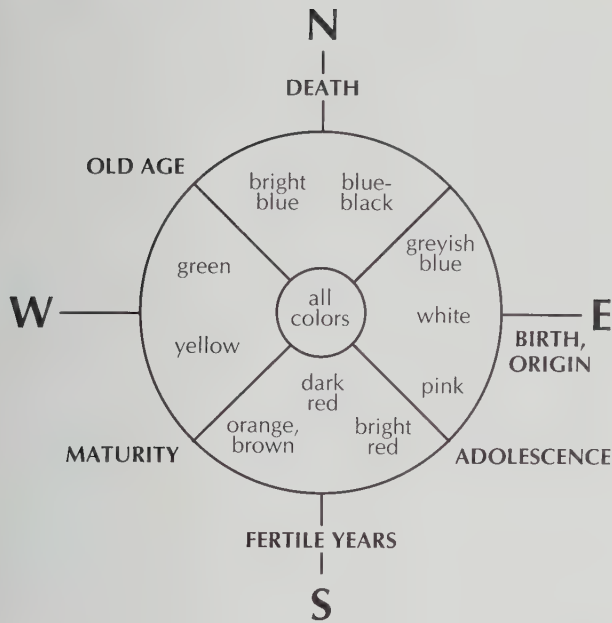 N
DEATH
OLD AGE
bright
blue
blue-
black
green
greyish
blue
W
all
colors
white
E
BIRTH,
ORIGIN
yellow
dark
red
pink
orange,
brown
bright
red
MATURITY
ADOLESCENCE
FERTILE YEARS
S